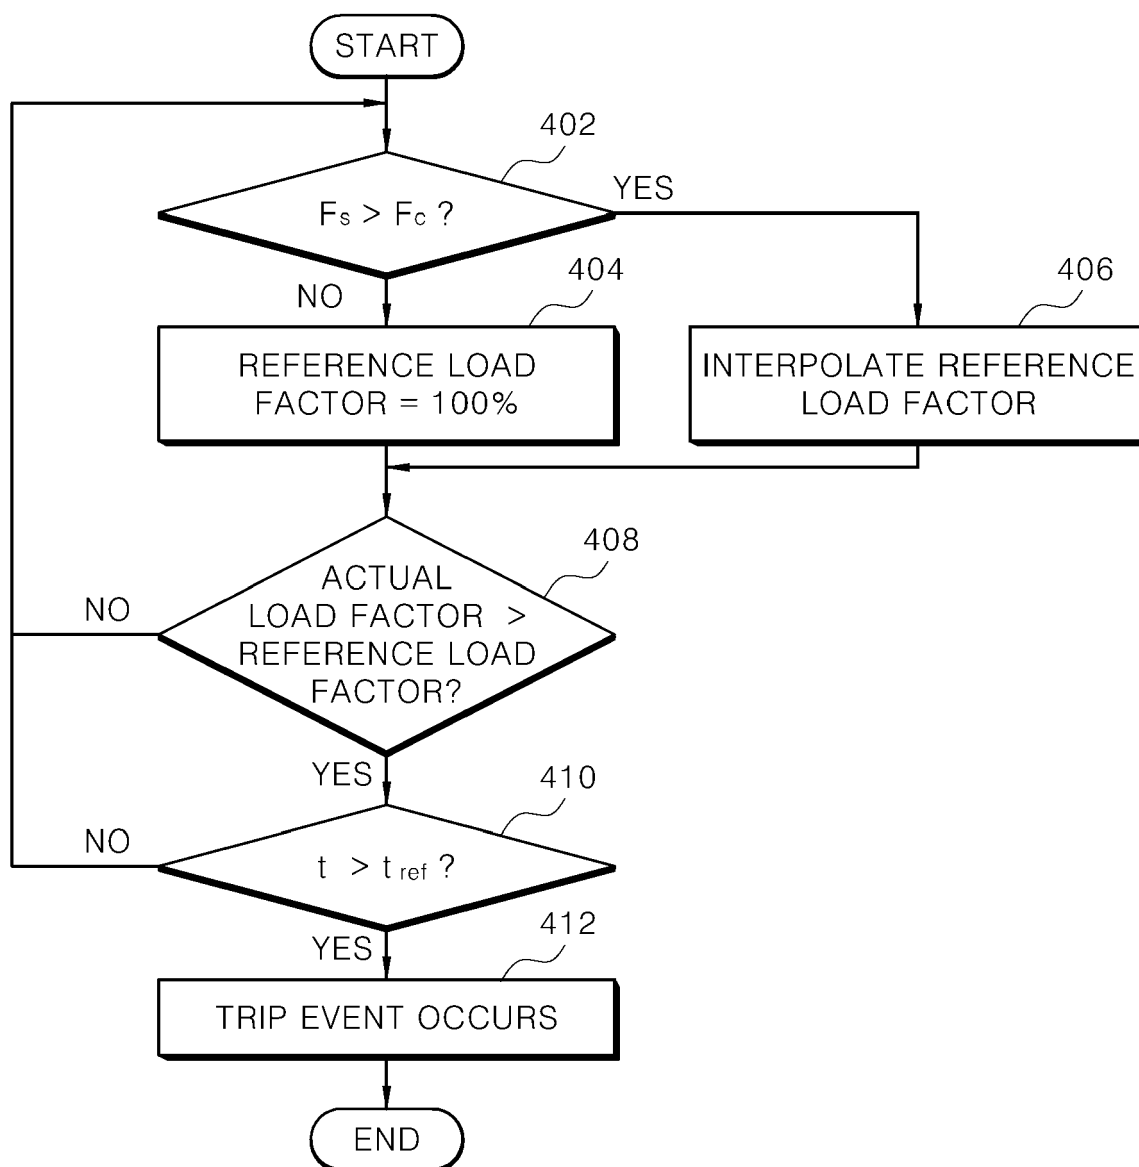 START
402
Fs > Fc ?
YES
NO
404
406
REFERENCE LOAD
FACTOR = 100%
INTERPOLATE REFERENCE
LOAD FACTOR
408
ACTUAL
LOAD FACTOR >
REFERENCE LOAD
FACTOR?
NO
YES
410
t > t ref ?
NO
YES
412
TRIP EVENT OCCURS
END